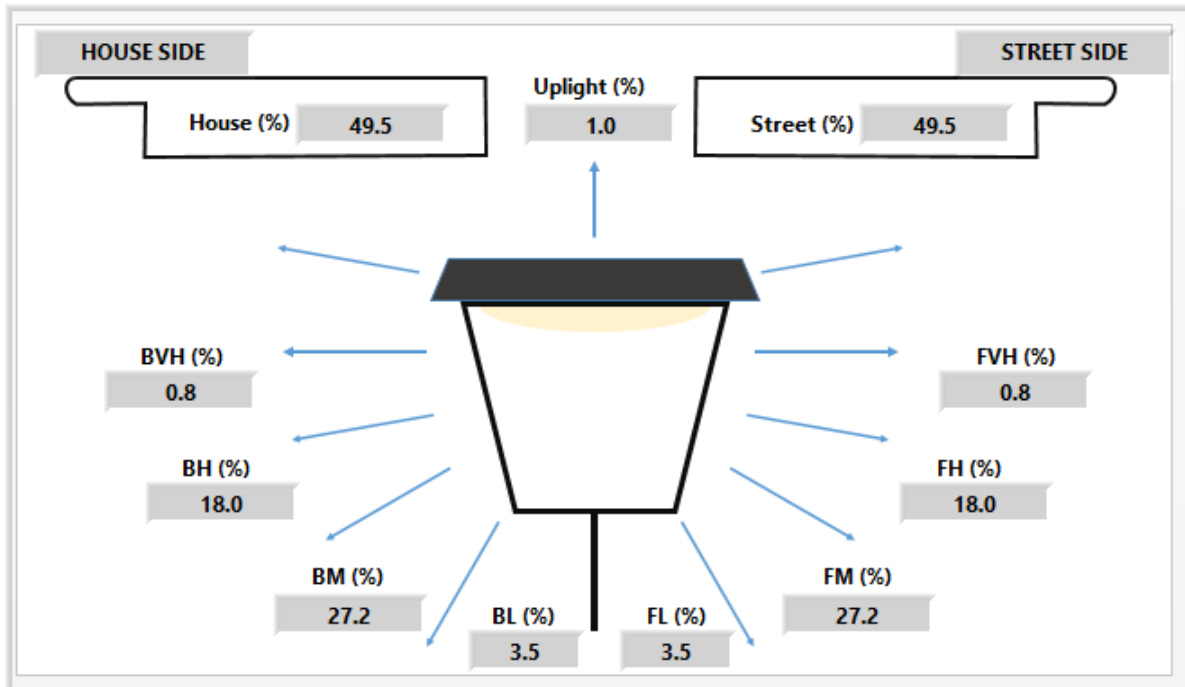 HOUSE SIDE
STREET SIDE
Uplight (%)
House (%) 49.5
1.0
Street (%) 49.5
BVH (%)
0.8
FVH (%)
0.8
BH (%)
18.0
FH (%)
18.0
BM (%)
27.2
FM (%)
27.2
BL (%)
3.5
FL (%)
3.5